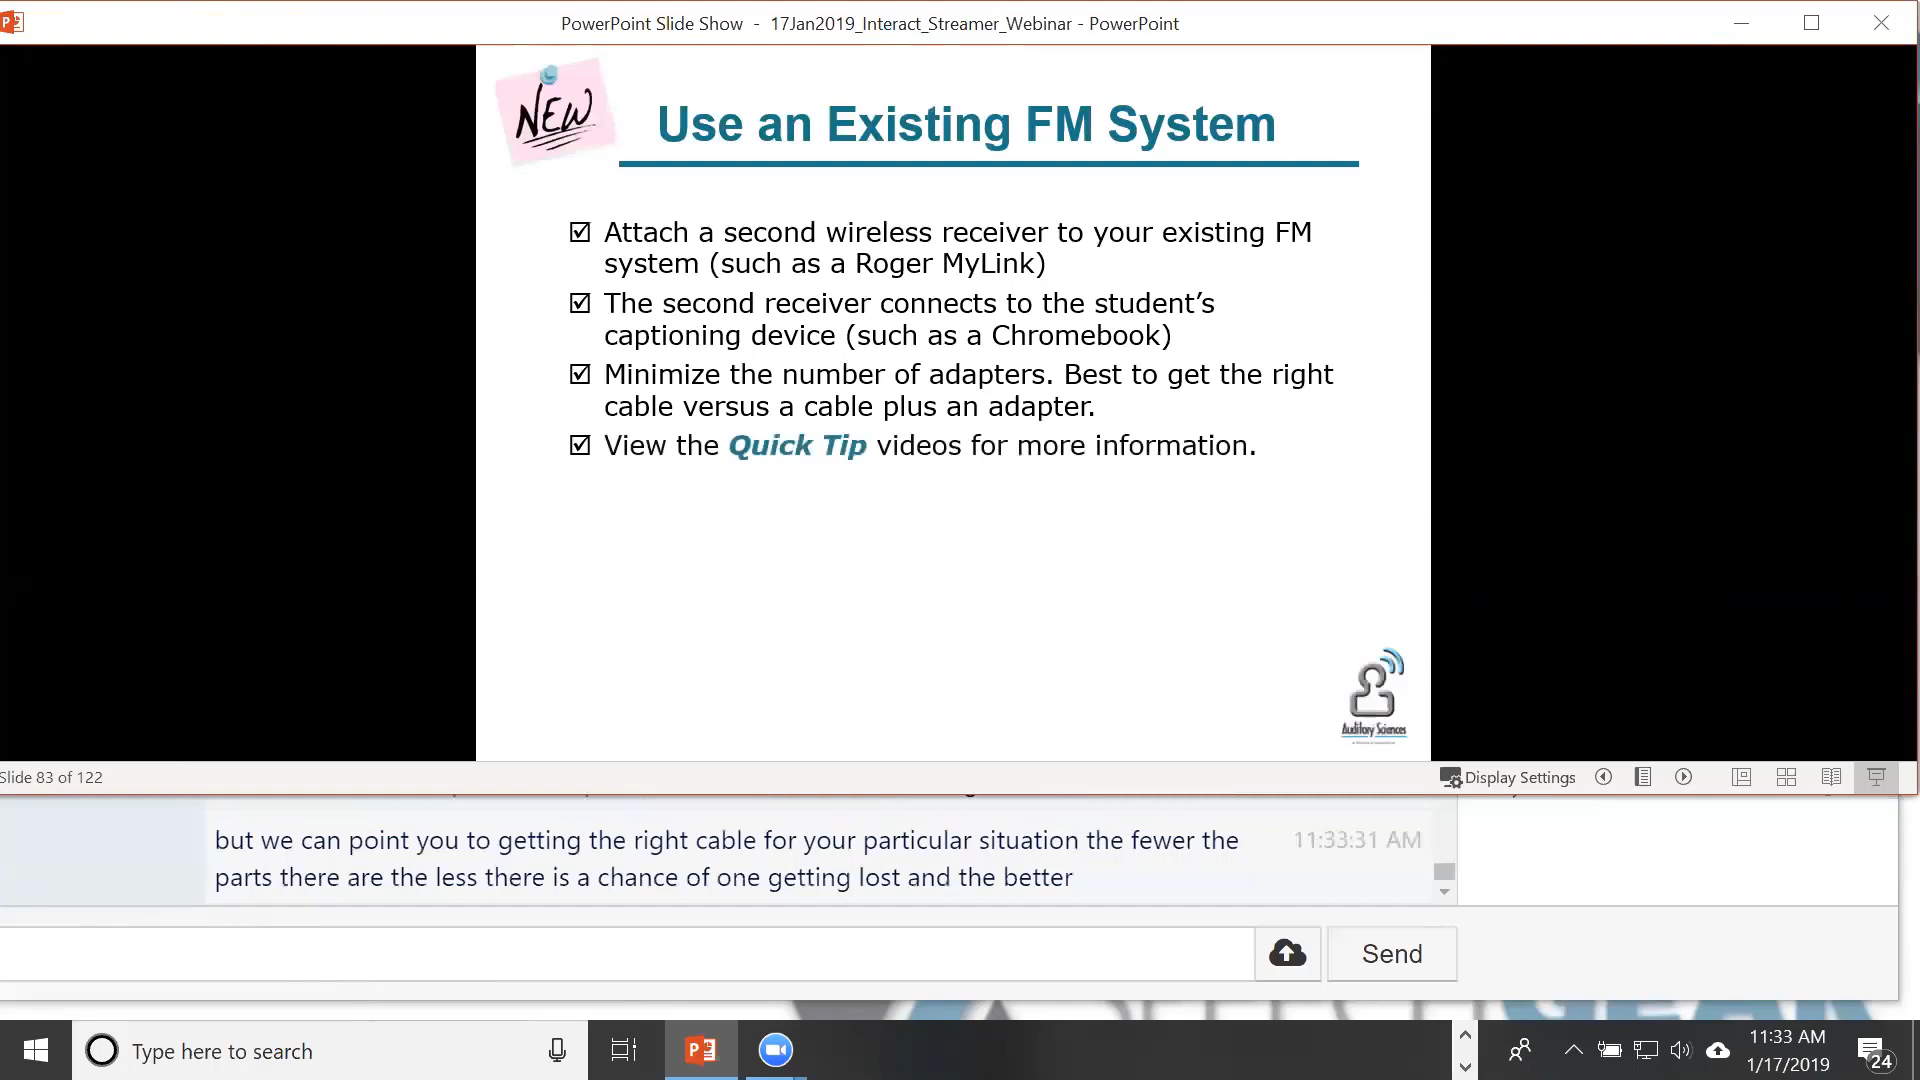 PowerPoint Slide Show - 17Jan2019_Interact_Streamer_Webinar - PowerPoint
NEW
Use an Existing FM System
Attach a second wireless receiver to your existing FM
system (such as a Roger MyLink)
The second receiver connects to the student’s
captioning device (such as a Chromebook)
Minimize the number of adapters. Best to get the right
cable versus a cable plus an adapter.
View the Quick Tip videos for more information.
Auditory Sciences
Slide 83 of 122
Display Settings
but we can point you to getting the right cable for your particular situation the fewer the
11:33:31 AM
parts there are the less there is a chance of one getting lost and the better
Send
Type here to search
11:33 AM
1/17/2019
24